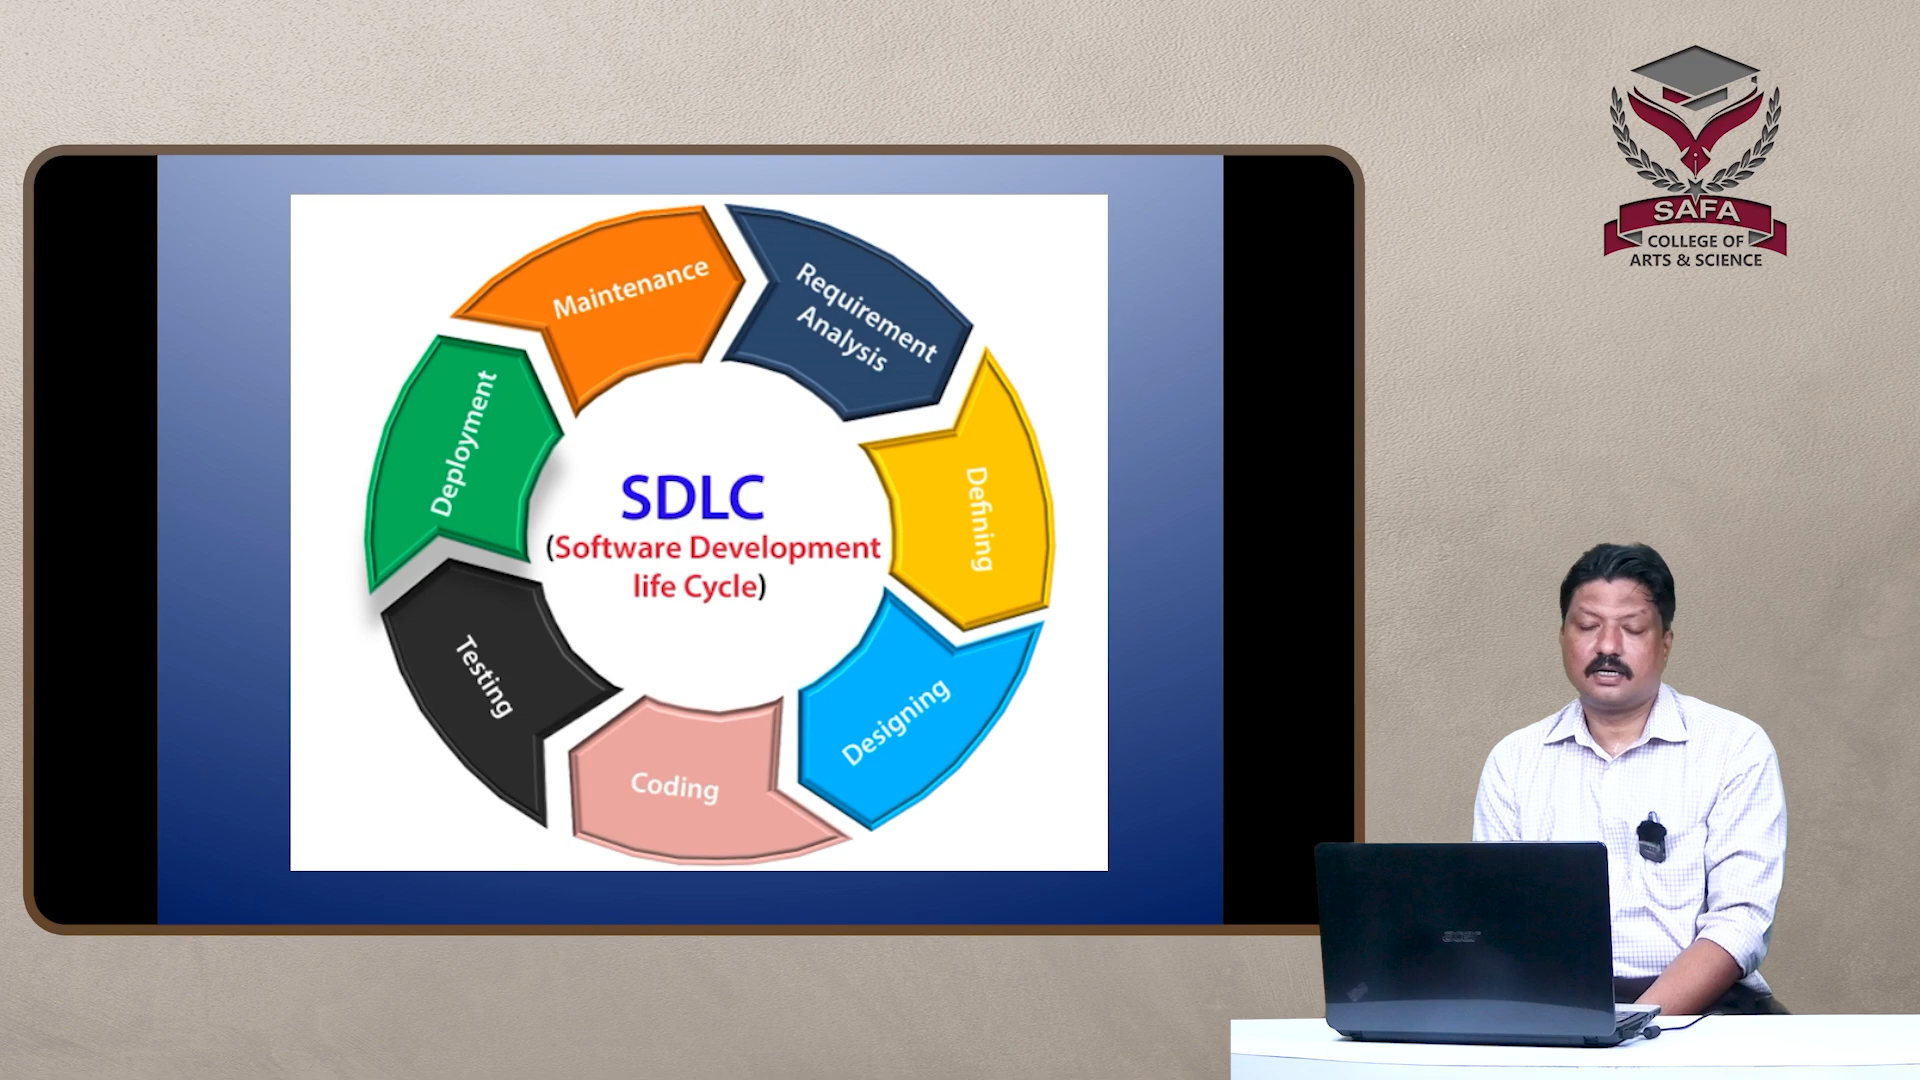 SAFA
COLLEGE OF
ARTS & SCIENCE
Maintenance
Requirement
Analysis
Defining
Designing
Coding
Testing
Deployment
SDLC
(Software Development
life Cycle)
acer